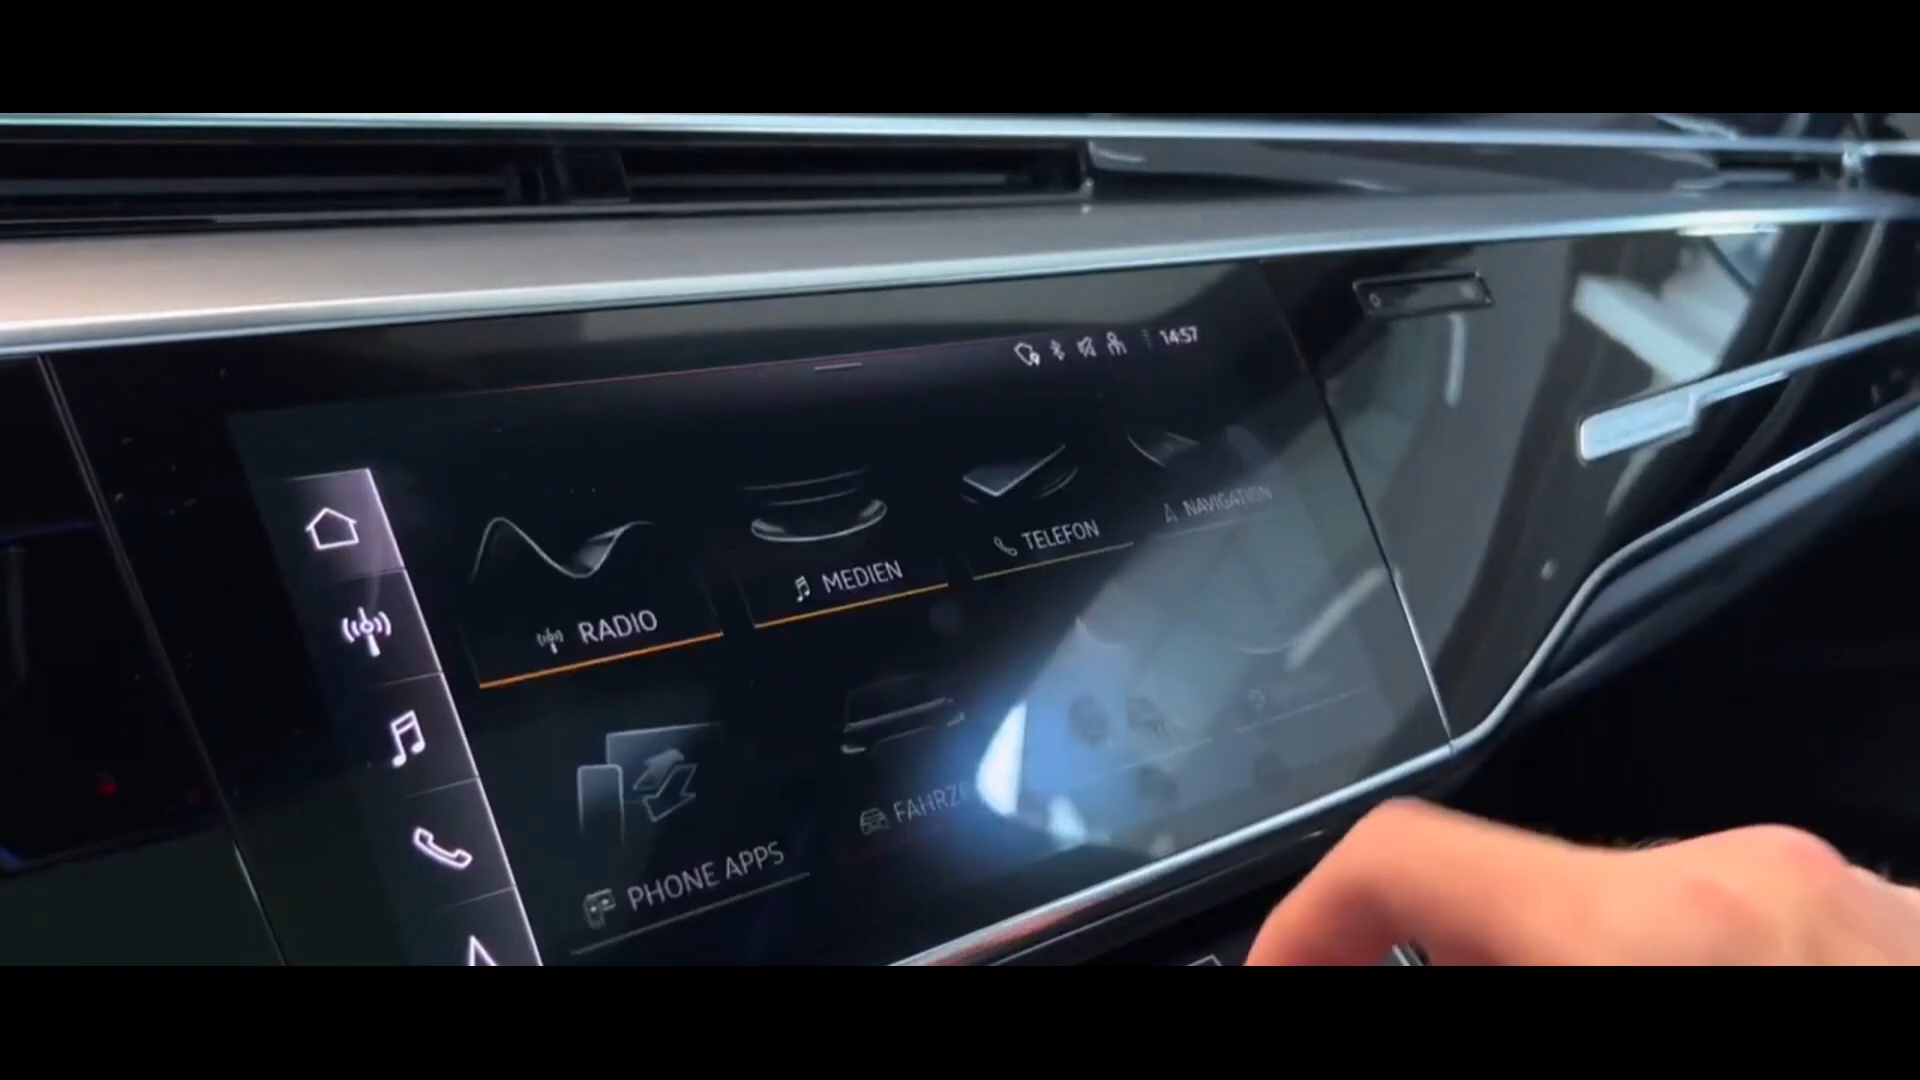 14:57
RADIO
MEDIEN
TELEFON
NAVIGATION
PHONE APPS